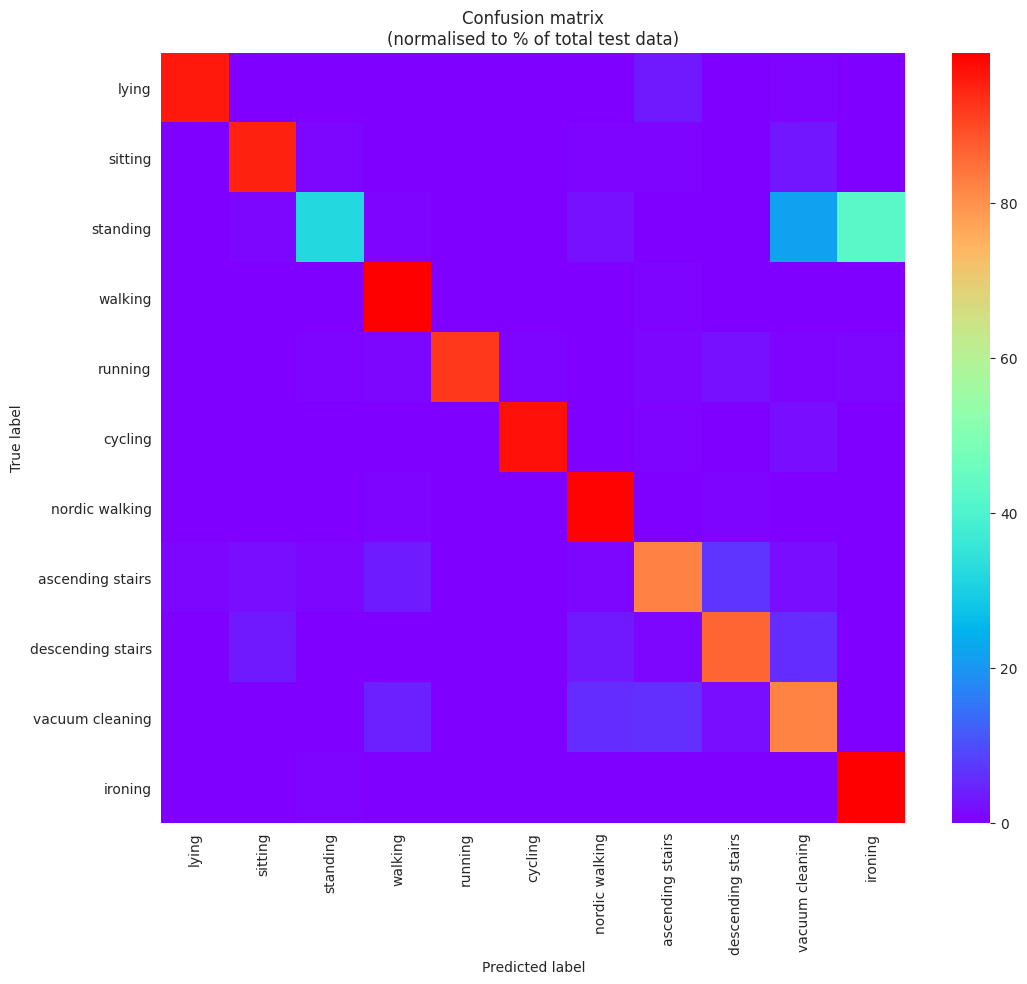 Confusion matrix
(normalised to % of total test data)
True label
lying
sitting
standing
walking
running
cycling
nordic walking
ascending stairs
descending stairs
vacuum cleaning
ironing
lying
sitting
standing
walking
running
cycling
nordic walking
ascending stairs
descending stairs
vacuum cleaning
ironing
Predicted label
80
60
40
20
0